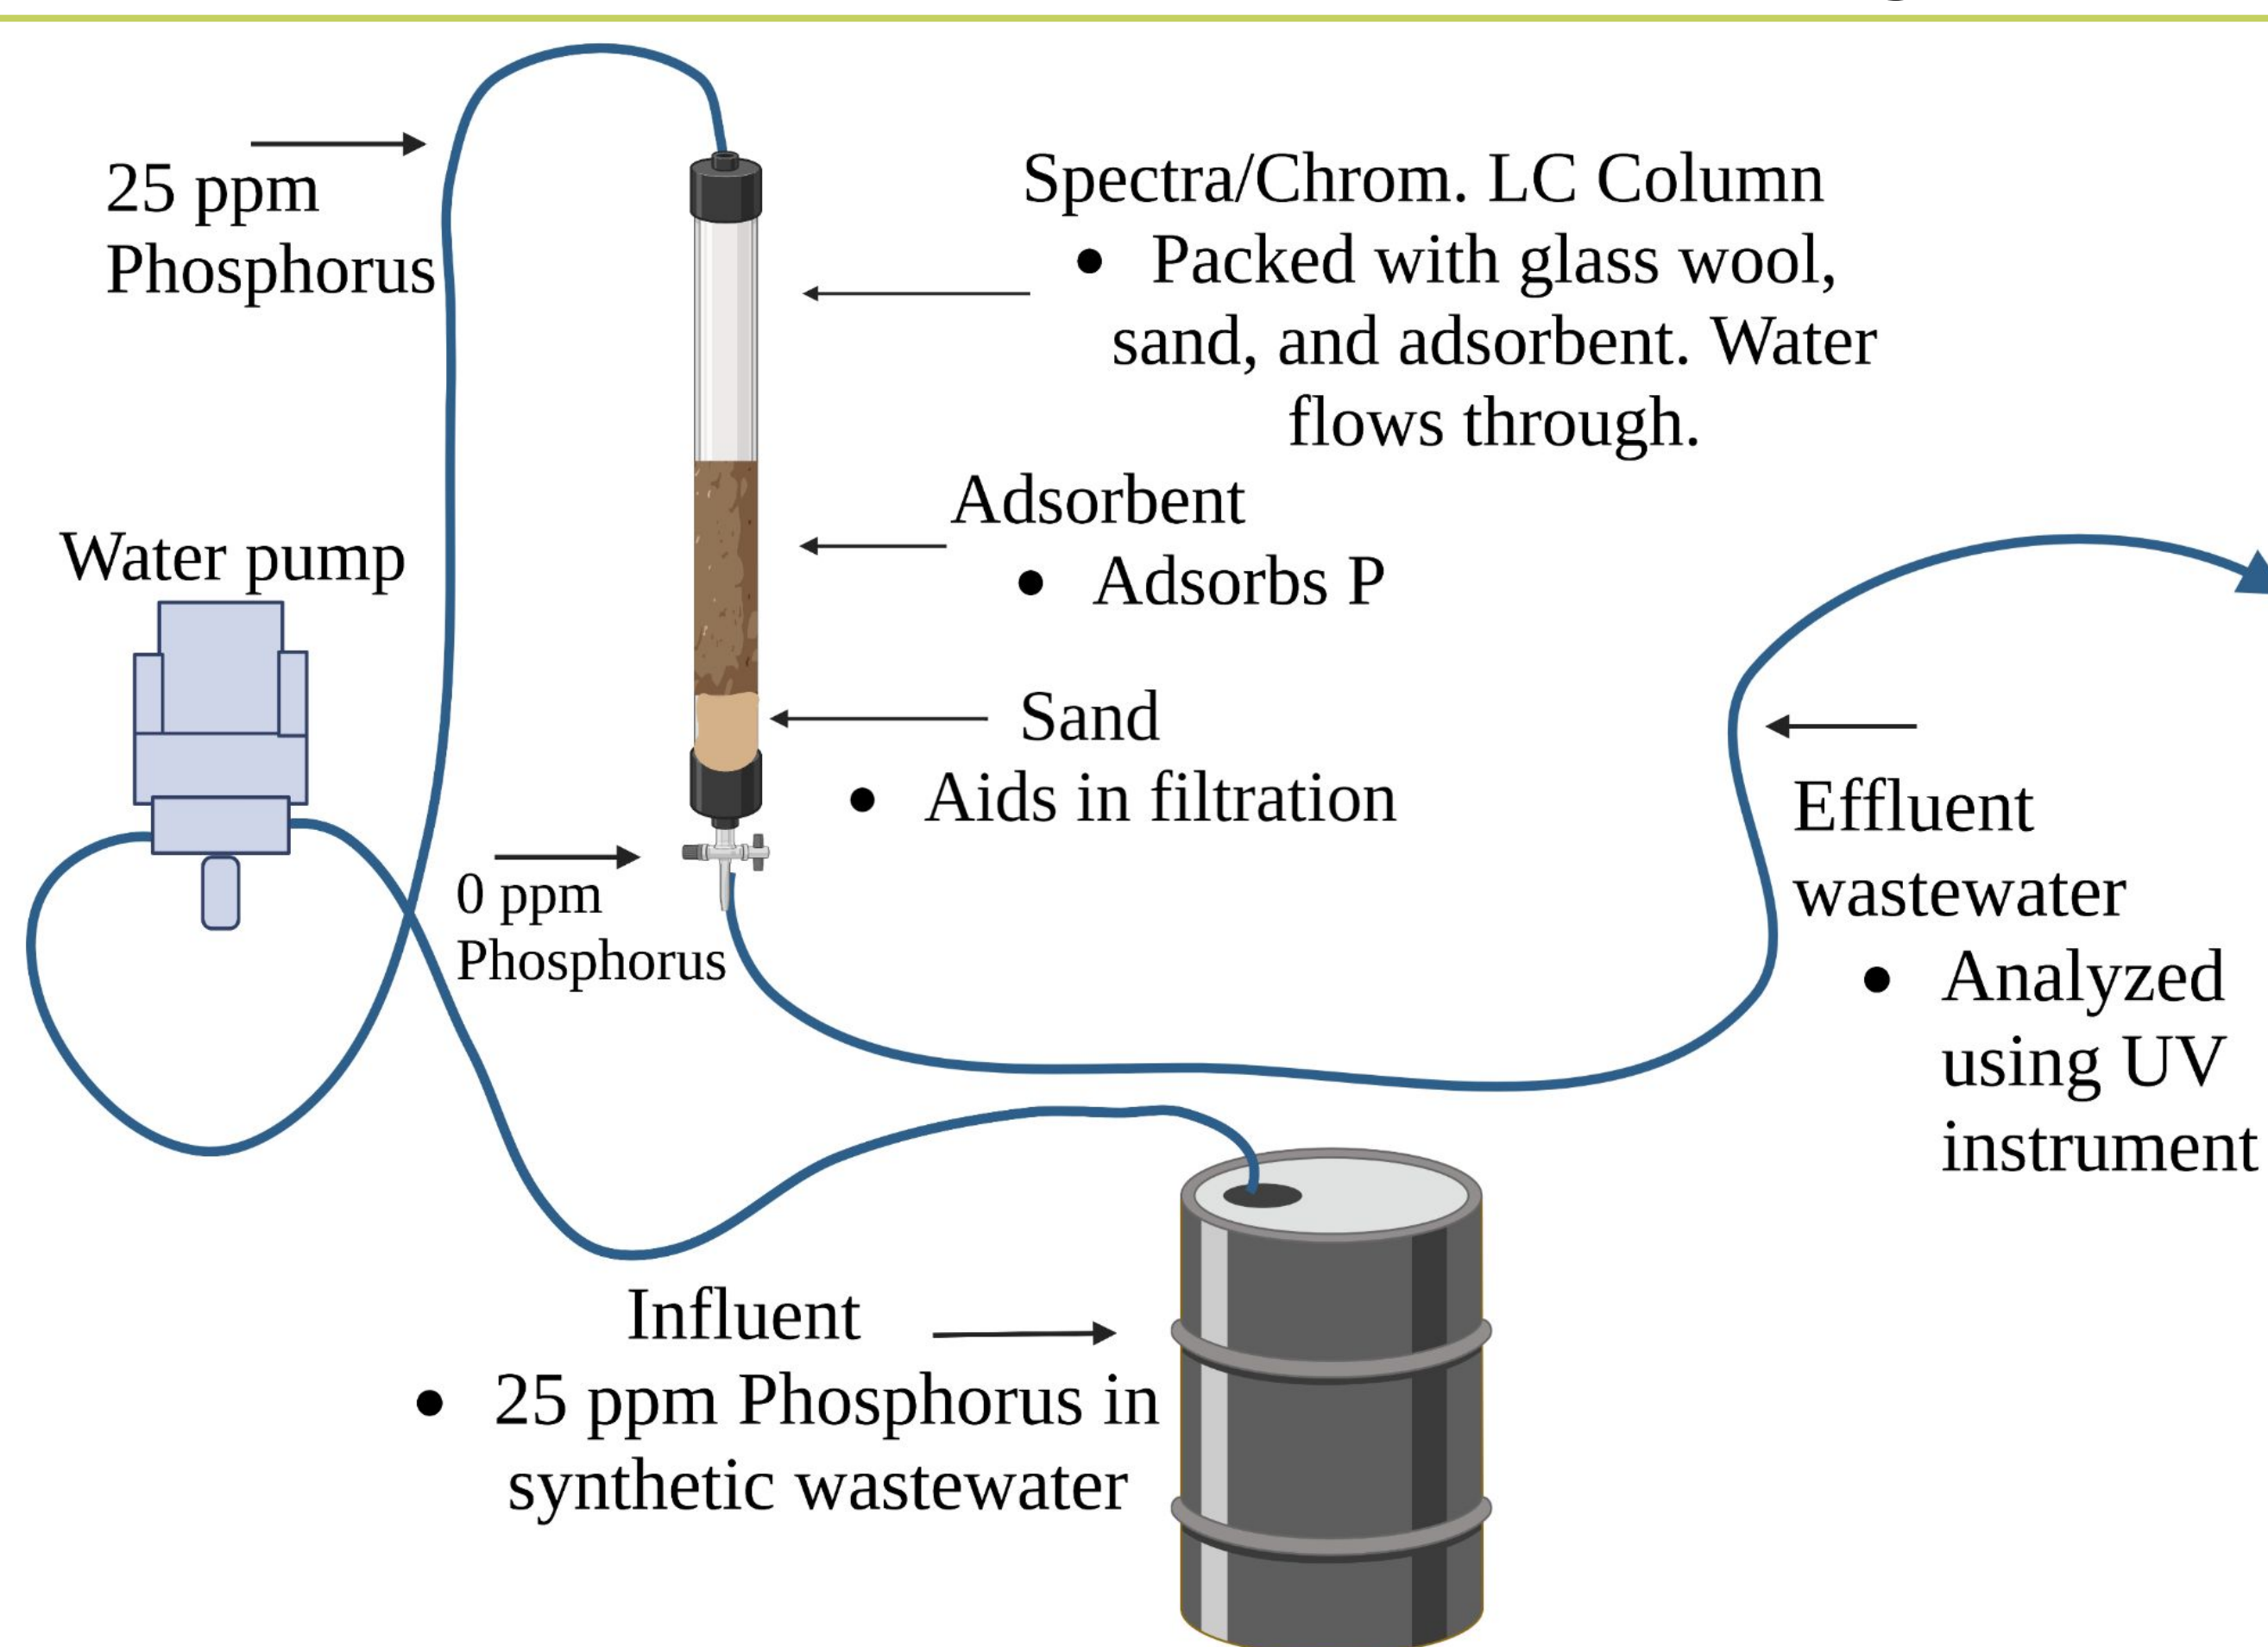 25 ppm
Phosphorus
Spectra/Chrom. LC Column
• Packed with glass wool,
sand, and adsorbent. Water
flows through.
Adsorbent
• Adsorbs P
Water pump
Sand
• Aids in filtration
0 ppm
Phosphorus
Effluent
wastewater
• Analyzed
using UV
instrument
Influent
• 25 ppm Phosphorus in
synthetic wastewater